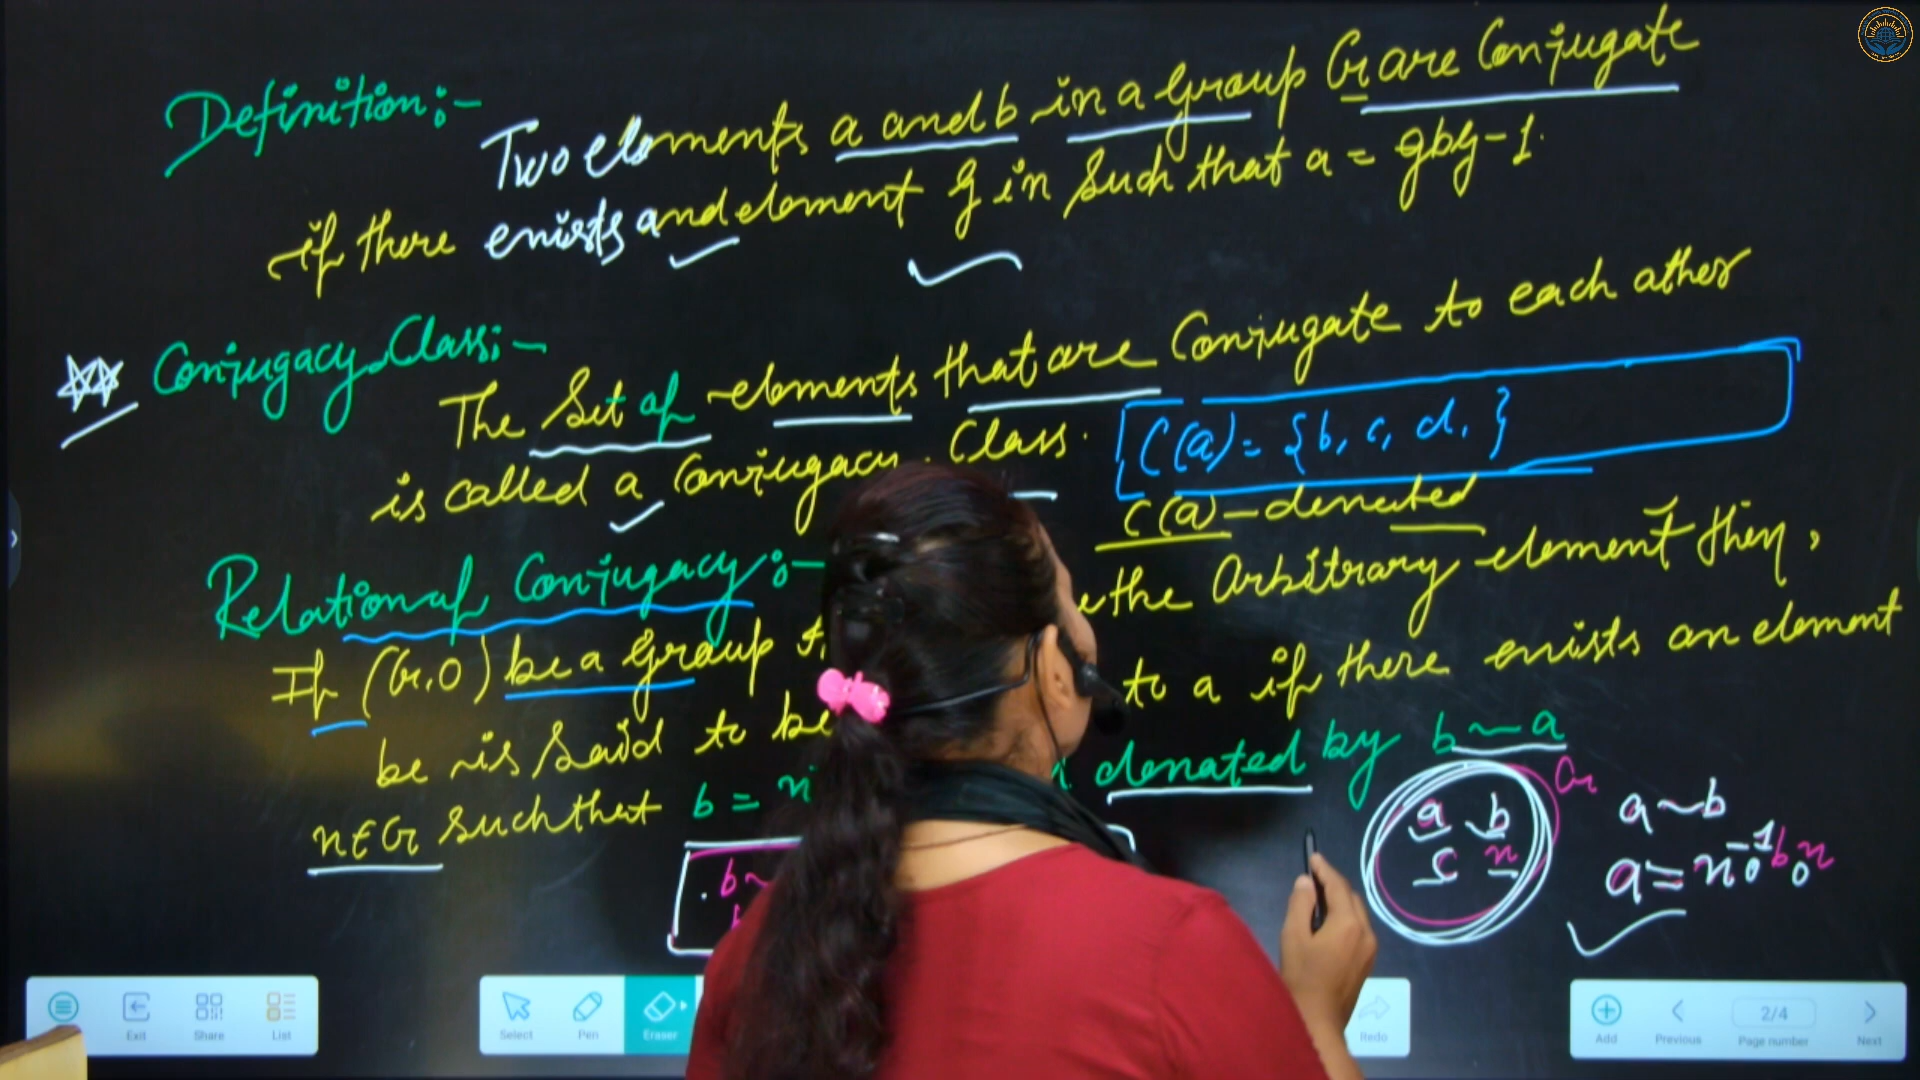 Definition:-
Two elements a and b in a group G are Conjugate
if there exists and element g in such that a = gbg-1.
Conjugacy Class:-
The Set of elements that are Conjugate to each other
is called a Conjugacy Class.
C(a) = {b, c, d, }
C(a) - denoted
Relation of Conjugacy:-
the Arbitrary element then,
If (G, o) be a group
be is said to be
to a if there exists an element
x∈G such that b =
denoted by b ~ a
G
a b
c x
a ~ b
a = x⁻¹ o b o x
b ~
Exit
Share
List
Select
Pen
Eraser
Redo
Add
Previous
2/4
Page number
Next